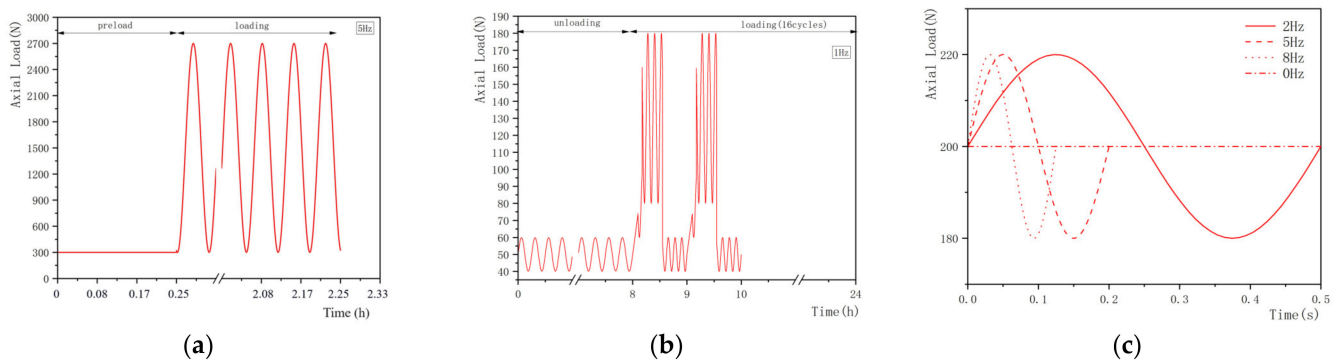 preload
loading
5Hz
Axial Load(N)
3000
2700
2400
2100
1800
1500
1200
900
600
300
0
0
0.08
0.17
0.25
2.08
2.17
2.25
2.33
Time (h)
(a)
unloading
loading(16cycles)
1Hz
Axial Load(N)
190
180
170
160
150
140
130
120
110
100
90
80
70
60
50
40
0
8
9
10
24
Time(h)
(b)
2Hz
5Hz
8Hz
0Hz
Axial Load(N)
220
200
180
0.0
0.1
0.2
0.3
0.4
0.5
Time(s)
(c)